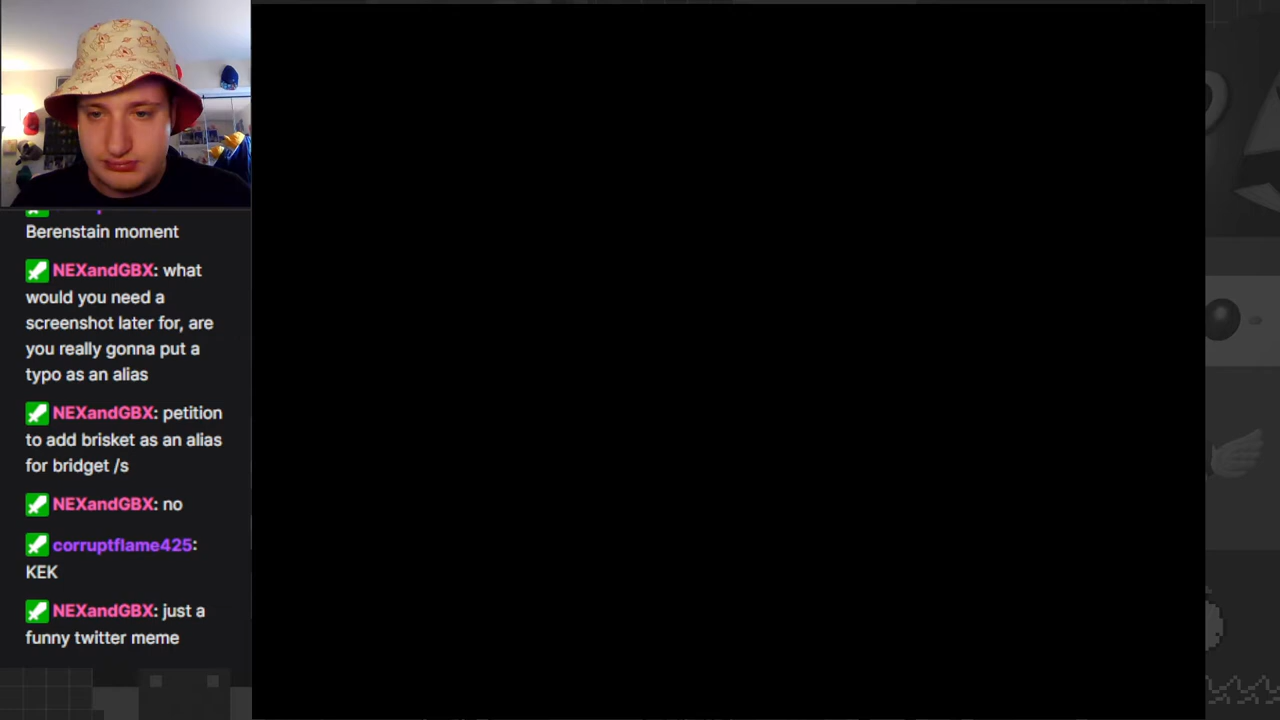 Berenstain moment
NEXandGBX: what
would you need a
screenshot later for, are
you really gonna put a
typo as an alias
NEXandGBX: petition
to add brisket as an alias
for bridget /s
NEXandGBX: no
corruptflame425:
KEK
NEXandGBX: just a
funny twitter meme